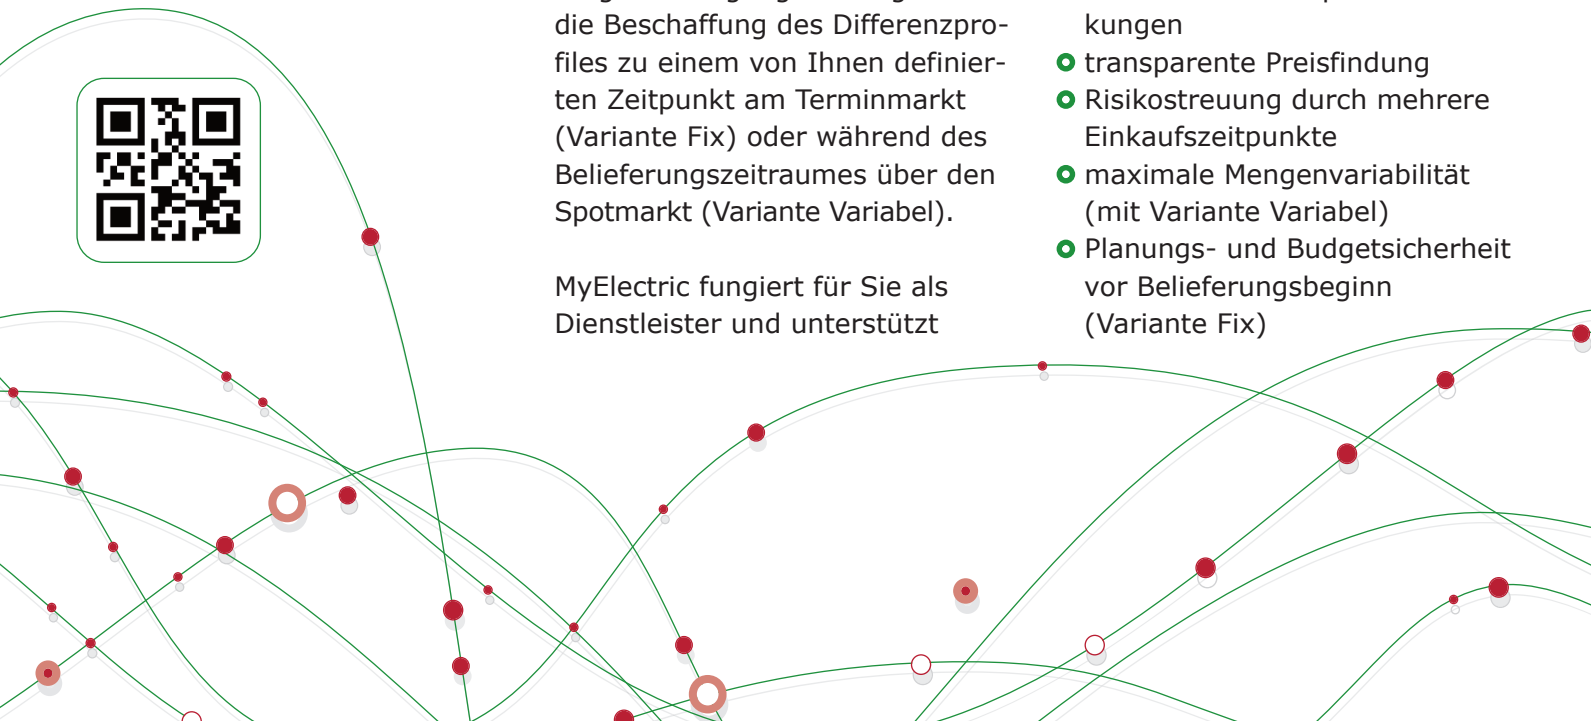 die Beschaffung des Differenzpro-
files zu einem von Ihnen definier-
ten Zeitpunkt am Terminmarkt
(Variante Fix) oder während des
Belieferungszeitraumes über den
Spotmarkt (Variante Variabel).
MyElectric fungiert für Sie als
Dienstleister und unterstützt
kungen
transparente Preisfindung
Risikostreuung durch mehrere
Einkaufszeitpunkte
maximale Mengenvariabilität
(mit Variante Variabel)
Planungs- und Budgetsicherheit
vor Belieferungsbeginn
(Variante Fix)